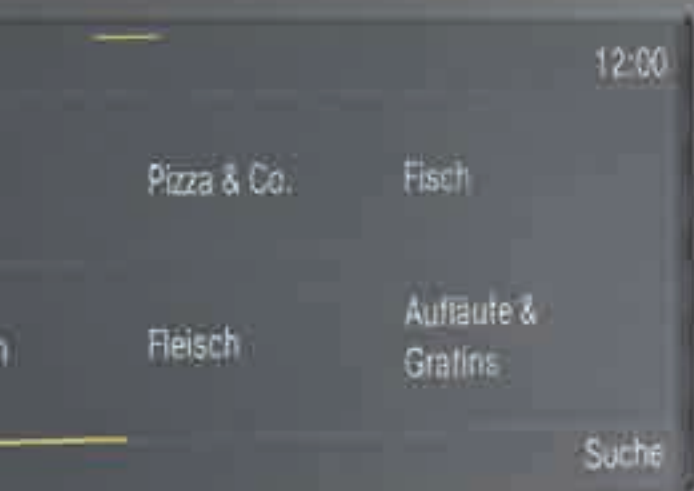 12:00
Pizza & Co.
Fisch
Fleisch
Aufläufe &
Gratins
Suche